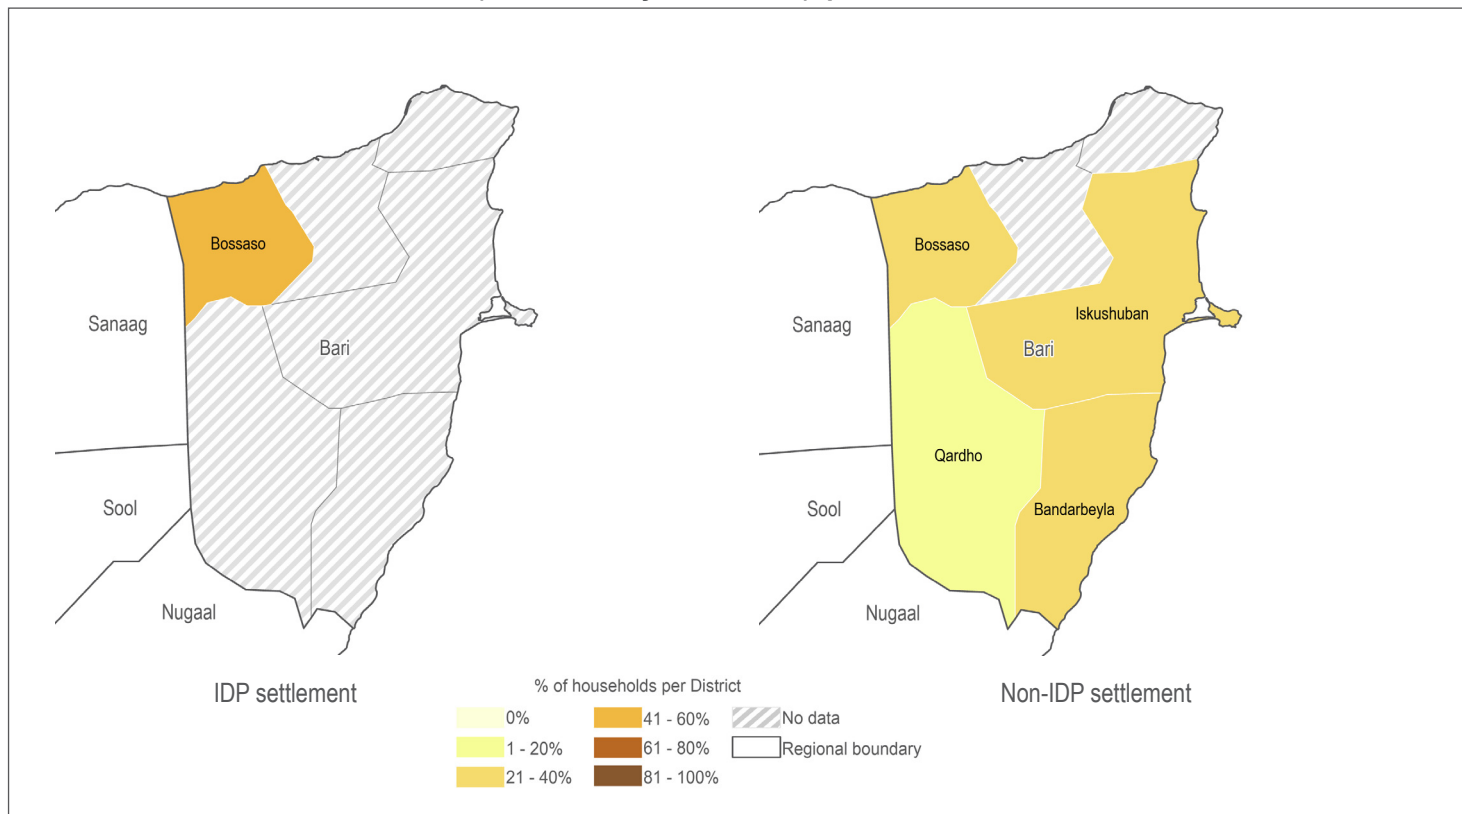 Bossaso
Sanaag
Bari
Sool
Nugaal
IDP settlement
Bossaso
Iskushuban
Sanaag
Bari
Qardho
Sool
Bandarbeyla
Nugaal
Non-IDP settlement
% of households per District
0%
1 - 20%
21 - 40%
41 - 60%
61 - 80%
81 - 100%
No data
Regional boundary